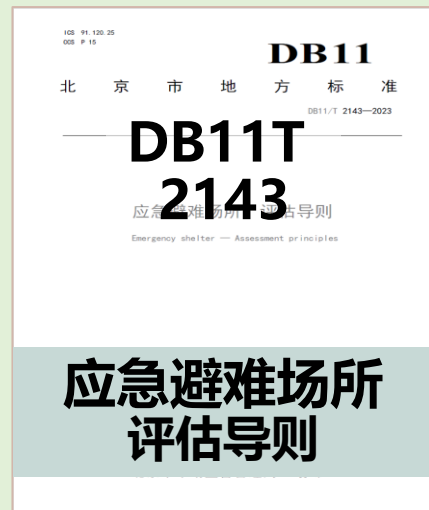 ICS 91.120.25
CCS P 15
DB11
北京市地方标准
DB11/T 2143—2023
DB11T
2143
应急避难场所 评估导则
Emergency shelter — Assessment principles
应急避难场所
评估导则